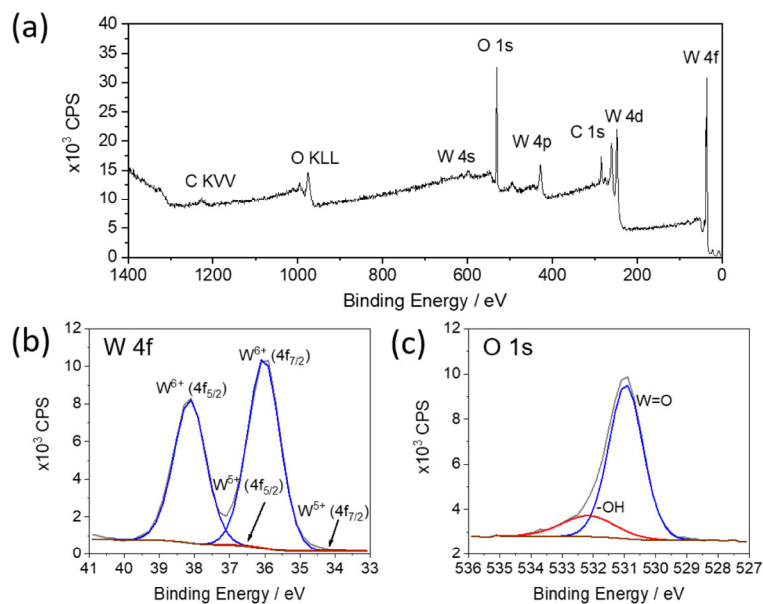 (a)
40
35
30
25
20
15
10
5
0
x10³ CPS
C KVV
O KLL
W 4s
O 1s
W 4p
C 1s
W 4d
W 4f
1400 1200 1000 800 600 400 200 0
Binding Energy / eV
(b)
W 4f
12
10
8
6
4
2
0
x10³ CPS
W⁶⁺ (4f₇/₂)
W⁶⁺ (4f₅/₂)
W⁵⁺ (4f₅/₂)
W⁵⁺ (4f₇/₂)
41 40 39 38 37 36 35 34 33
Binding Energy / eV
(c)
O 1s
12
10
8
6
4
2
x10³ CPS
W=O
-OH
536 535 534 533 532 531 530 529 528 527
Binding Energy / eV